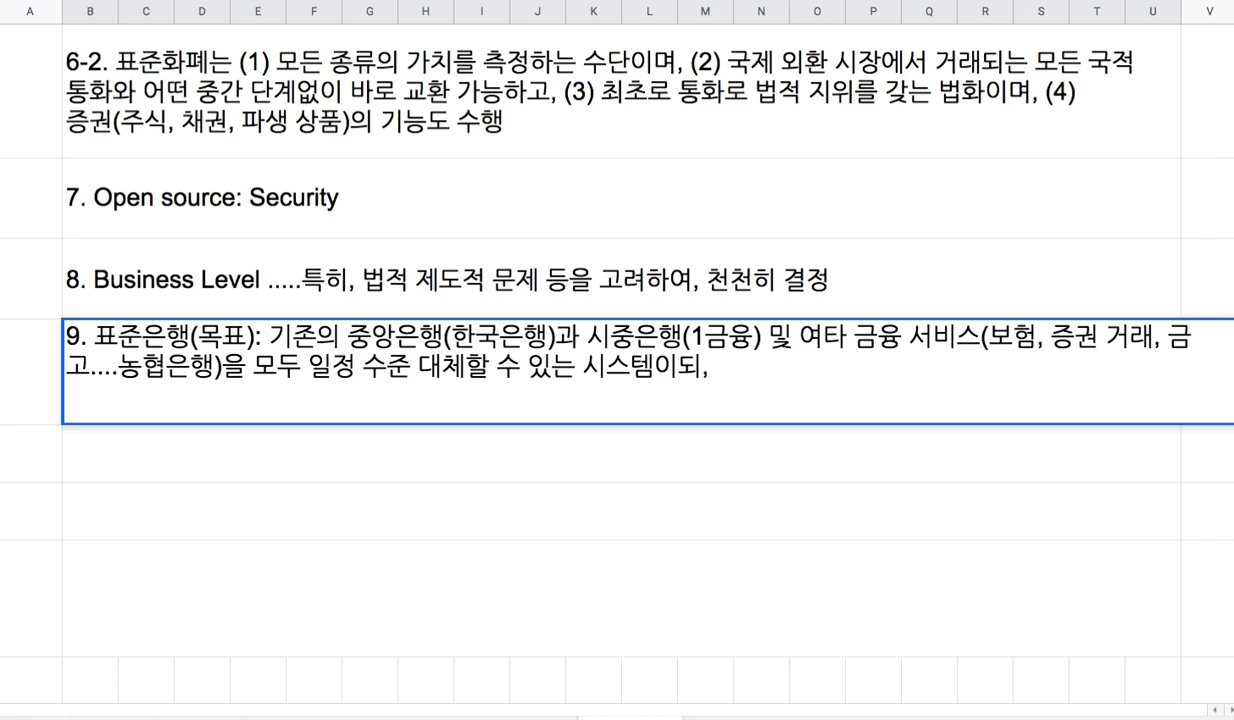 A B C D E F G H I J K L M N O P Q R S T U V
6-2. 표준화폐는 (1) 모든 종류의 가치를 측정하는 수단이며, (2) 국제 외환 시장에서 거래되는 모든 국적
통화와 어떤 중간 단계없이 바로 교환 가능하고, (3) 최초로 통화로 법적 지위를 갖는 법화이며, (4)
증권(주식, 채권, 파생 상품)의 기능도 수행
7. Open source: Security
8. Business Level .....특히, 법적 제도적 문제 등을 고려하여, 천천히 결정
9. 표준은행(목표): 기존의 중앙은행(한국은행)과 시중은행(1금융) 및 여타 금융 서비스(보험, 증권 거래, 금
고....농협은행)을 모두 일정 수준 대체할 수 있는 시스템이되,